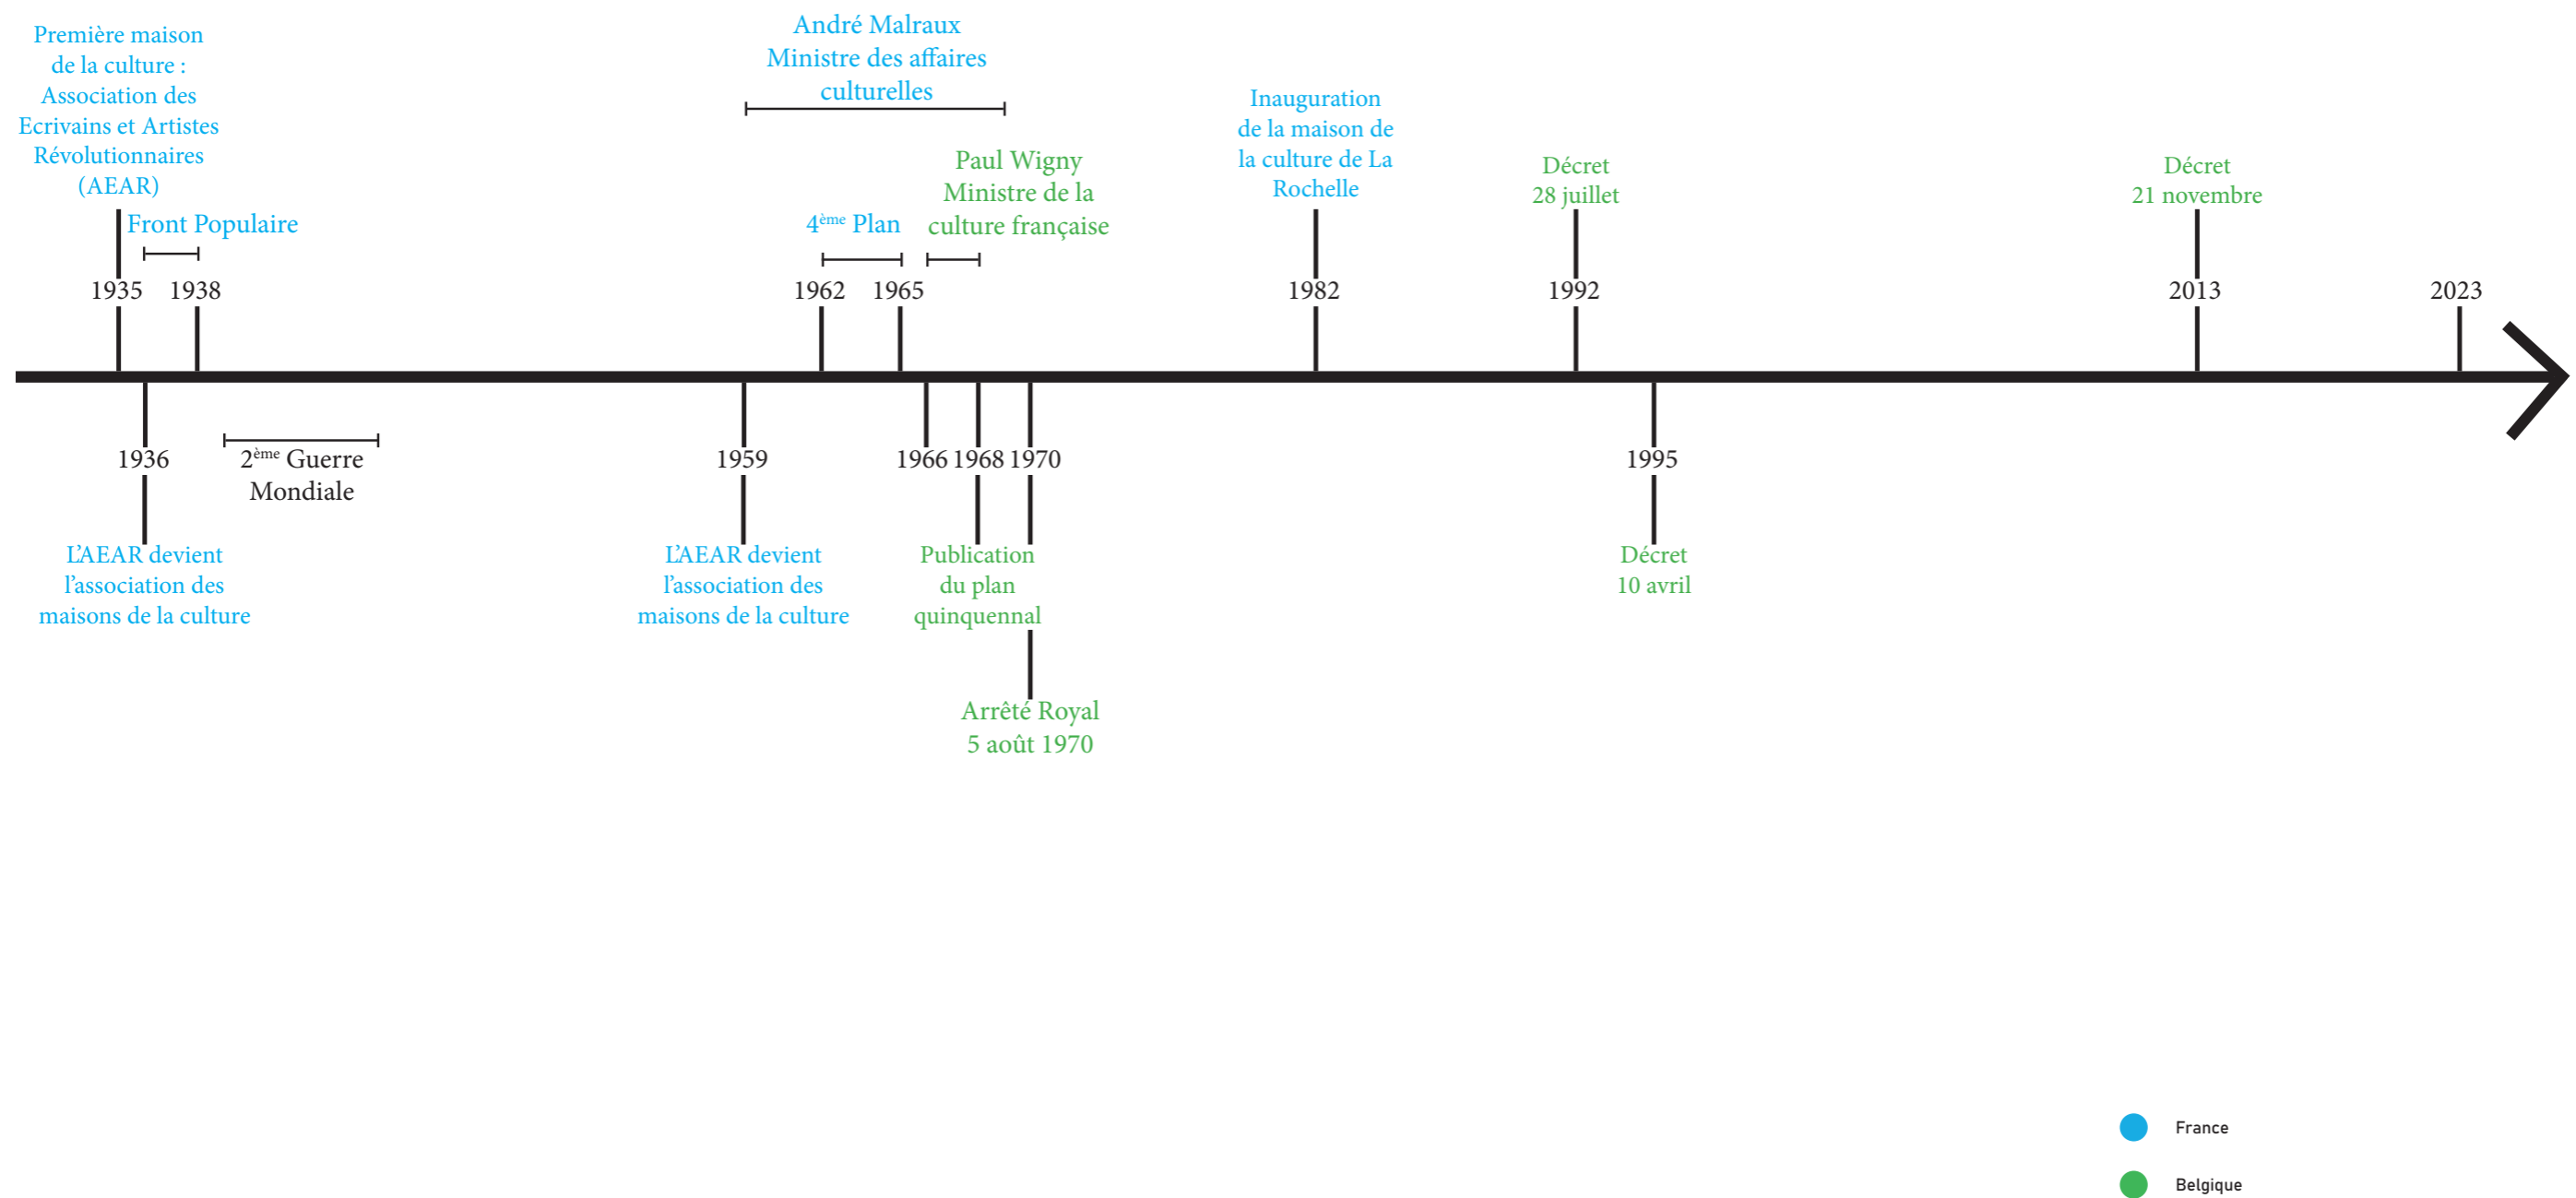 Première maison
de la culture :
Association des
Ecrivains et Artistes
Révolutionnaires
(AEAR)
Front Populaire
André Malraux
Ministre des affaires
culturelles
4ème Plan
Paul Wigny
Ministre de la
culture française
Inauguration
de la maison de
la culture de La
Rochelle
Décret
28 juillet
Décret
21 novembre
1935 1938 1962 1965 1982 1992 2013 2023
1936 1959 1966 1968 1970 1995
2ème Guerre
Mondiale
L'AEAR devient
l'association des
maisons de la culture
L'AEAR devient
l'association des
maisons de la culture
Publication
du plan
quinquennal
Arrêté Royal
5 août 1970
Décret
10 avril
France
Belgique